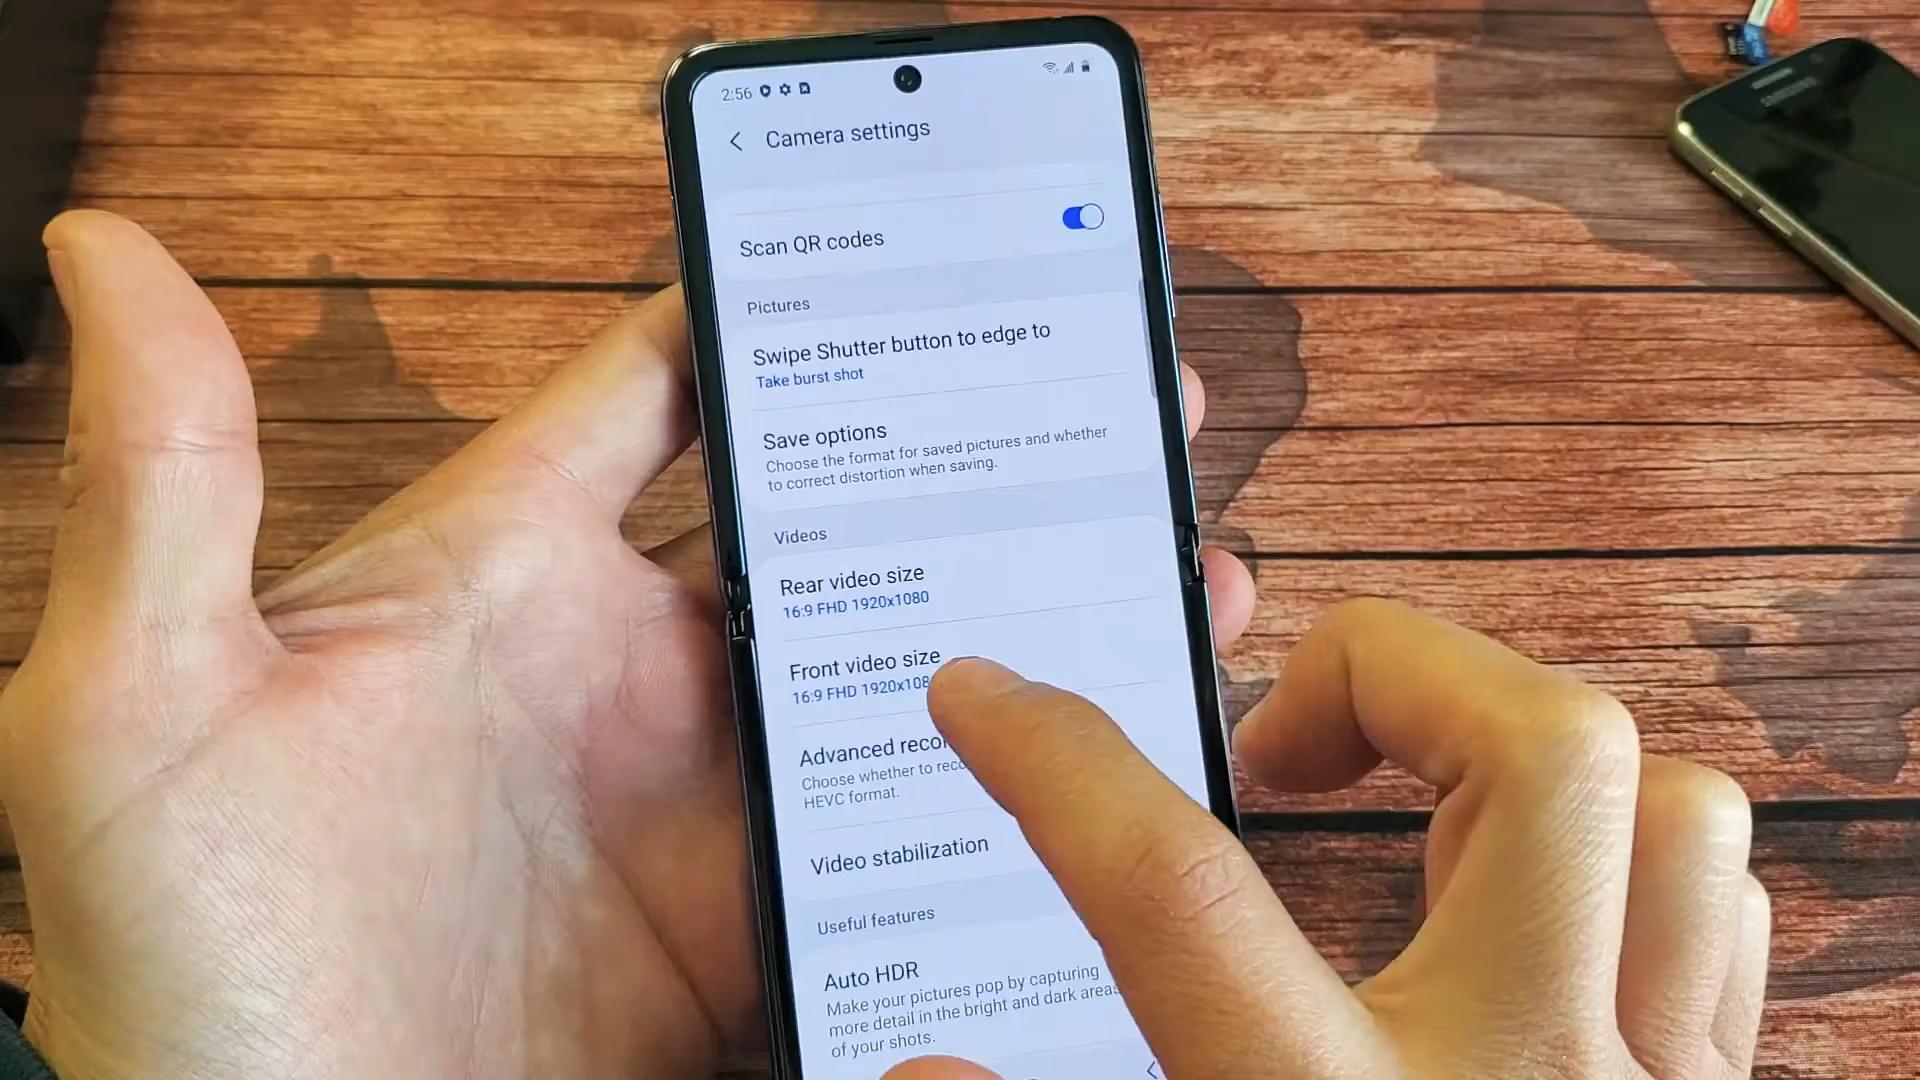 2:56
Camera settings
Scan QR codes
Pictures
Swipe Shutter button to edge to
Take burst shot
Save options
Choose the format for saved pictures and whether
to correct distortion when saving.
Videos
Rear video size
16:9 FHD 1920x1080
Front video size
16:9 FHD 1920x108
Advanced recor
Choose whether to reco
HEVC format.
Video stabilization
Useful features
Auto HDR
Make your pictures pop by capturing
more detail in the bright and dark areas
of your shots.
SAMSUNG